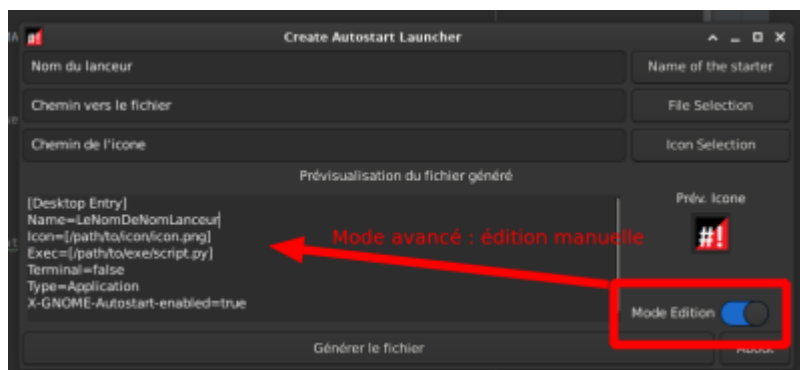 #! Create Autostart Launcher
Nom du lanceur Name of the starter
Chemin vers le fichier File Selection
Chemin de l'icone Icon Selection
Prévisualisation du fichier généré
[Desktop Entry] Prév. Icone
Name=LeNomDeNomLanceur
Icon=[/path/to/icon/icon.png] Mode avancé : édition manuelle #!
Exec=[/path/to/exe/script.py]
Terminal=false
Type=Application
X-GNOME-Autostart-enabled=true Mode Edition
Générer le fichier About